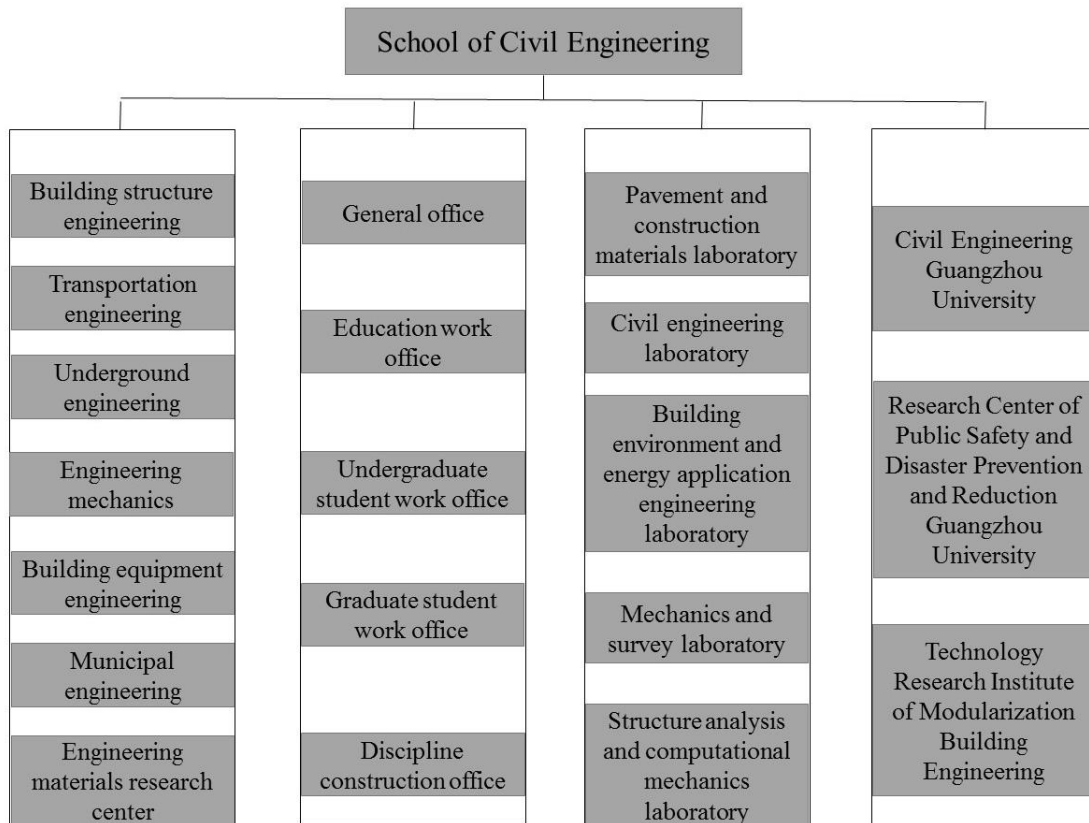 School of Civil Engineering
Building structure
engineering
Transportation
engineering
Underground
engineering
Engineering
mechanics
Building equipment
engineering
Municipal
engineering
Engineering
materials research
center
General office
Education work
office
Undergraduate
student work office
Graduate student
work office
Discipline
construction office
Pavement and
construction
materials laboratory
Civil engineering
laboratory
Building
environment and
energy application
engineering
laboratory
Mechanics and
survey laboratory
Structure analysis
and computational
mechanics
laboratory
Civil Engineering
Guangzhou
University
Research Center of
Public Safety and
Disaster Prevention
and Reduction
Guangzhou
University
Technology
Research Institute
of Modularization
Building
Engineering